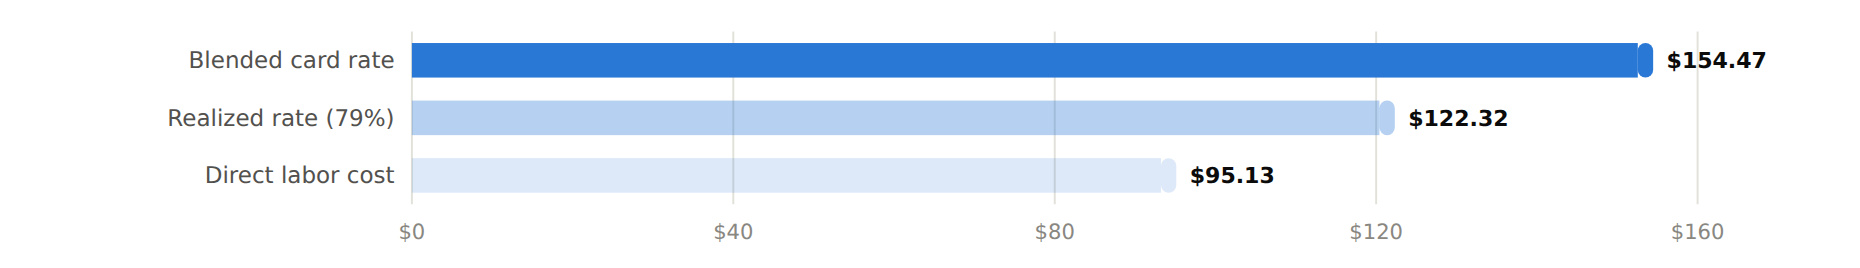 Blended card rate $154.47
Realized rate (79%) $122.32
Direct labor cost $95.13
$0 $40 $80 $120 $160